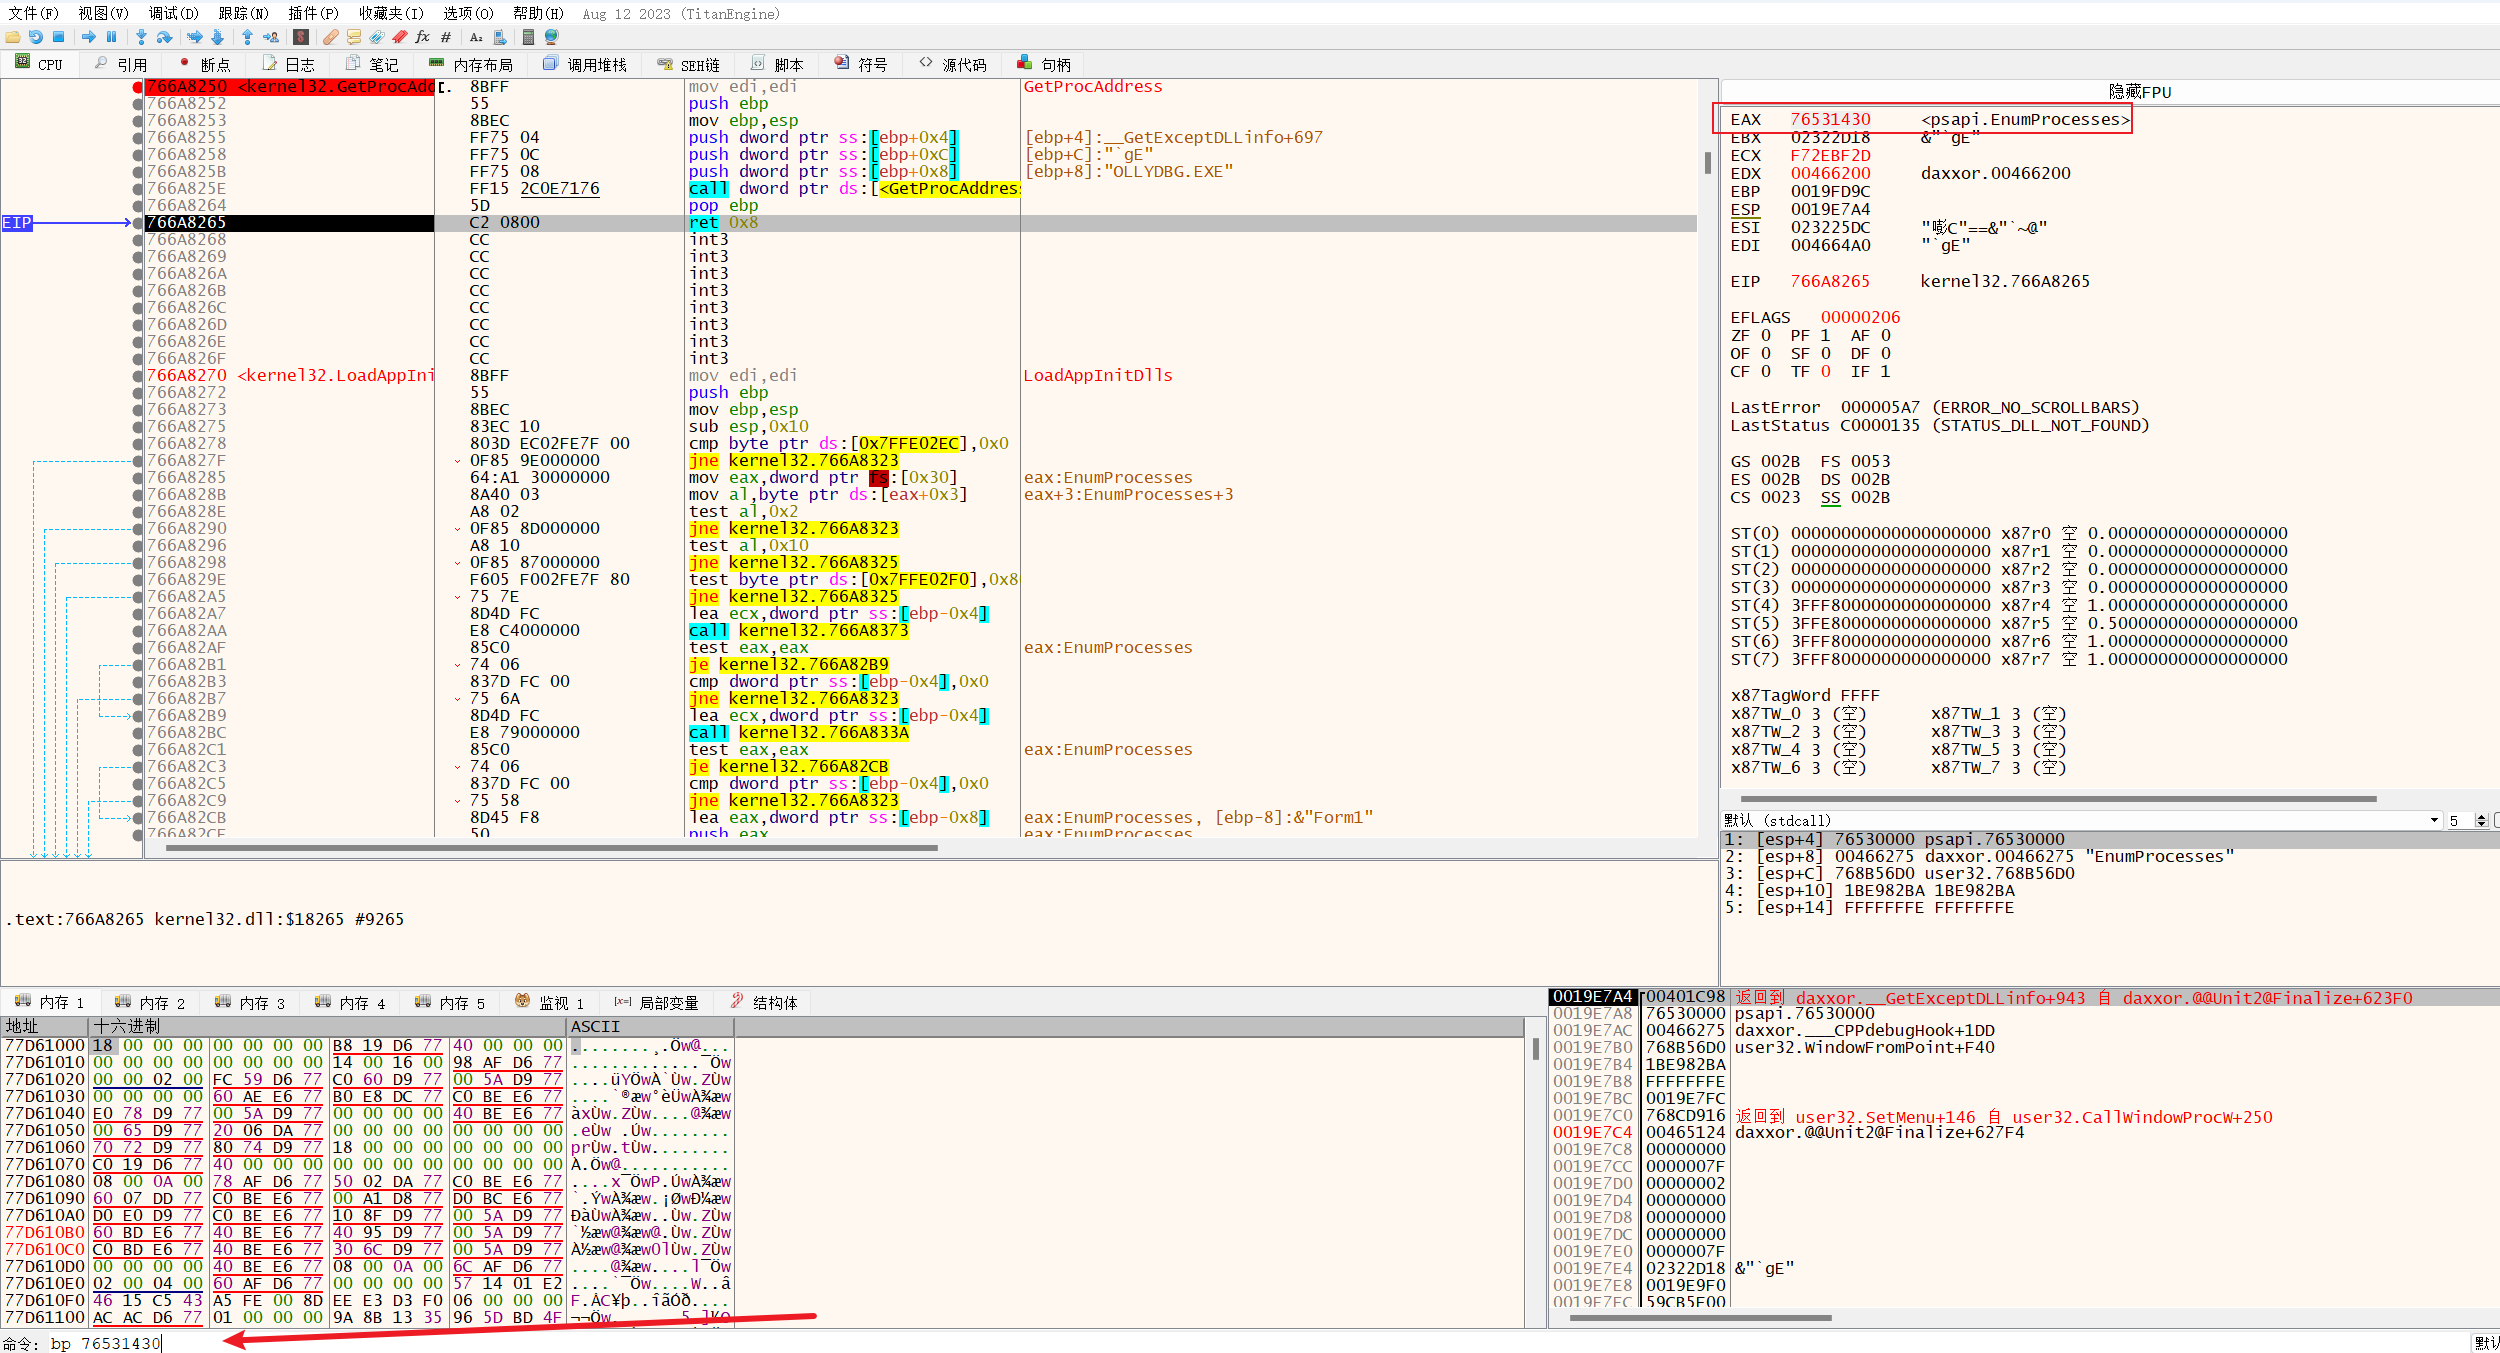 文件(F) 视图(V) 调试(D) 跟踪(N) 插件(P) 收藏夹(I) 选项(O) 帮助(H) Aug 12 2023 (TitanEngine)
CPU 引用 断点 日志 笔记 内存布局 调用堆栈 SEH链 脚本 符号 源代码 句柄
766A8250 <kernel32.GetProcAdd 8BFF mov edi,edi GetProcAddress
766A8252 55 push ebp
766A8253 8BEC mov ebp,esp
766A8255 FF75 04 push dword ptr ss:[ebp+0x4] [ebp+4]:__GetExceptDLLinfo+697
766A8258 FF75 0C push dword ptr ss:[ebp+0xC] [ebp+C]:"`gE"
766A825B FF75 08 push dword ptr ss:[ebp+0x8] [ebp+8]:"OLLYDBG.EXE"
766A825E FF15 2C0E7176 call dword ptr ds:[<GetProcAddres
766A8264 5D pop ebp
EIP 766A8265 C2 0800 ret 0x8
766A8268 CC int3
766A8269 CC int3
766A826A CC int3
766A826B CC int3
766A826C CC int3
766A826D CC int3
766A826E CC int3
766A826F CC int3
766A8270 <kernel32.LoadAppIni 8BFF mov edi,edi LoadAppInitDlls
766A8272 55 push ebp
766A8273 8BEC mov ebp,esp
766A8275 83EC 10 sub esp,0x10
766A8278 803D EC02FE7F 00 cmp byte ptr ds:[0x7FFE02EC],0x0
766A827F 0F85 9E000000 jne kernel32.766A8323
766A8285 64:A1 30000000 mov eax,dword ptr fs:[0x30] eax:EnumProcesses
766A828B 8A40 03 mov al,byte ptr ds:[eax+0x3] eax+3:EnumProcesses+3
766A828E A8 02 test al,0x2
766A8290 0F85 8D000000 jne kernel32.766A8323
766A8296 A8 10 test al,0x10
766A8298 0F85 87000000 jne kernel32.766A8325
766A829E F605 F002FE7F 80 test byte ptr ds:[0x7FFE02F0],0x8
766A82A5 75 7E jne kernel32.766A8325
766A82A7 8D4D FC lea ecx,dword ptr ss:[ebp-0x4]
766A82AA E8 C4000000 call kernel32.766A8373
766A82AF 85C0 test eax,eax eax:EnumProcesses
766A82B1 74 06 je kernel32.766A82B9
766A82B3 837D FC 00 cmp dword ptr ss:[ebp-0x4],0x0
766A82B7 75 6A jne kernel32.766A8323
766A82B9 8D4D FC lea ecx,dword ptr ss:[ebp-0x4]
766A82BC E8 79000000 call kernel32.766A833A
766A82C1 85C0 test eax,eax eax:EnumProcesses
766A82C3 74 06 je kernel32.766A82CB
766A82C5 837D FC 00 cmp dword ptr ss:[ebp-0x4],0x0
766A82C9 75 58 jne kernel32.766A8323
766A82CB 8D45 F8 lea eax,dword ptr ss:[ebp-0x8] eax:EnumProcesses, [ebp-8]:&"Form1"
766A82CE 50 push eax eax:EnumProcesses
.text:766A8265 kernel32.dll:$18265 #9265
隐藏FPU
EAX 76531430 <psapi.EnumProcesses>
EBX 02322D18 &"`gE"
ECX F72EBF2D
EDX 00466200 daxxor.00466200
EBP 0019FD9C
ESP 0019E7A4
ESI 023225DC "嘭C"==&"`~@"
EDI 004664A0 "`gE"
EIP 766A8265 kernel32.766A8265
EFLAGS 00000206
ZF 0 PF 1 AF 0
OF 0 SF 0 DF 0
CF 0 TF 0 IF 1
LastError 000005A7 (ERROR_NO_SCROLLBARS)
LastStatus C0000135 (STATUS_DLL_NOT_FOUND)
GS 002B FS 0053
ES 002B DS 002B
CS 0023 SS 002B
ST(0) 00000000000000000000 x87r0 空 0.000000000000000000
ST(1) 00000000000000000000 x87r1 空 0.000000000000000000
ST(2) 00000000000000000000 x87r2 空 0.000000000000000000
ST(3) 00000000000000000000 x87r3 空 0.000000000000000000
ST(4) 3FFF8000000000000000 x87r4 空 1.000000000000000000
ST(5) 3FFE8000000000000000 x87r5 空 0.5000000000000000000
ST(6) 3FFF8000000000000000 x87r6 空 1.000000000000000000
ST(7) 3FFF8000000000000000 x87r7 空 1.000000000000000000
x87TagWord FFFF
x87TW_0 3 (空) x87TW_1 3 (空)
x87TW_2 3 (空) x87TW_3 3 (空)
x87TW_4 3 (空) x87TW_5 3 (空)
x87TW_6 3 (空) x87TW_7 3 (空)
默认 (stdcall) 5
1: [esp+4] 76530000 psapi.76530000
2: [esp+8] 00466275 daxxor.00466275 "EnumProcesses"
3: [esp+C] 768B56D0 user32.768B56D0
4: [esp+10] 1BE982BA 1BE982BA
5: [esp+14] FFFFFFFE FFFFFFFE
内存 1 内存 2 内存 3 内存 4 内存 5 监视 1 局部变量 结构体
地址 十六进制 ASCII
77D61000 18 00 00 00 00 00 00 00 B8 19 D6 77 40 00 00 00 ........¸.Öw@...
77D61010 00 00 00 00 00 00 00 00 14 00 16 00 98 AF D6 77 .............¯Öw
77D61020 00 00 02 00 FC 59 D6 77 C0 60 D9 77 00 5A D9 77 ....üYÖwÀ`Ùw.ZÙw
77D61030 00 00 00 00 60 AE E6 77 B0 E8 DC 77 C0 BE E6 77 ....`®æw°èÜwÀ¾æw
77D61040 E0 78 D9 77 00 5A D9 77 00 00 00 00 40 BE E6 77 àxÙw.ZÙw....@¾æw
77D61050 00 65 D9 77 20 06 DA 77 00 00 00 00 00 00 00 00 .eÙw .Úw........
77D61060 70 72 D9 77 80 74 D9 77 18 00 00 00 00 00 00 00 prÙw.tÙw........
77D61070 C0 19 D6 77 40 00 00 00 00 00 00 00 00 00 00 00 À.Öw@...........
77D61080 08 00 0A 00 78 AF D6 77 50 02 DA 77 C0 BE E6 77 ....x¯ÖwP.ÚwÀ¾æw
77D61090 60 07 DD 77 C0 BE E6 77 00 A1 D8 77 D0 BC E6 77 `.ÝwÀ¾æw.¡ØwÐ¼æw
77D610A0 D0 E0 D9 77 C0 BE E6 77 10 8F D9 77 00 5A D9 77 ÐàÙwÀ¾æw..Ùw.ZÙw
77D610B0 60 BD E6 77 40 BE E6 77 40 95 D9 77 00 5A D9 77 `½æw@¾æw@.Ùw.ZÙw
77D610C0 C0 BD E6 77 40 BE E6 77 30 6C D9 77 00 5A D9 77 À½æw@¾æw0lÙw.ZÙw
77D610D0 00 00 00 00 40 BE E6 77 08 00 0A 00 6C AF D6 77 ....@¾æw....l¯Öw
77D610E0 02 00 04 00 60 AF D6 77 00 00 00 00 57 14 01 E2 ....`¯Öw....W..â
77D610F0 46 15 C5 43 A5 FE 00 8D EE E3 D3 F0 06 00 00 00 F.ÅC¥þ..îãÓð....
77D61100 AC AC D6 77 01 00 00 00 9A 8B 13 35 96 5D BD 4F ¬¬Öw.......5.]½O
0019E7A4 00401C98 返回到 daxxor.__GetExceptDLLinfo+943 自 daxxor.@@Unit2@Finalize+623F0
0019E7A8 76530000 psapi.76530000
0019E7AC 00466275 daxxor.___CPPdebugHook+1DD
0019E7B0 768B56D0 user32.WindowFromPoint+F40
0019E7B4 1BE982BA
0019E7B8 FFFFFFFE
0019E7BC 0019E7FC
0019E7C0 768CD916 返回到 user32.SetMenu+146 自 user32.CallWindowProcW+250
0019E7C4 00465124 daxxor.@@Unit2@Finalize+627F4
0019E7C8 00000000
0019E7CC 0000007F
0019E7D0 00000002
0019E7D4 00000000
0019E7D8 00000000
0019E7DC 00000000
0019E7E0 0000007F
0019E7E4 02322D18 &"`gE"
0019E7E8 0019E9F0
0019E7EC 59CB5E00
命令: bp 76531430 默认